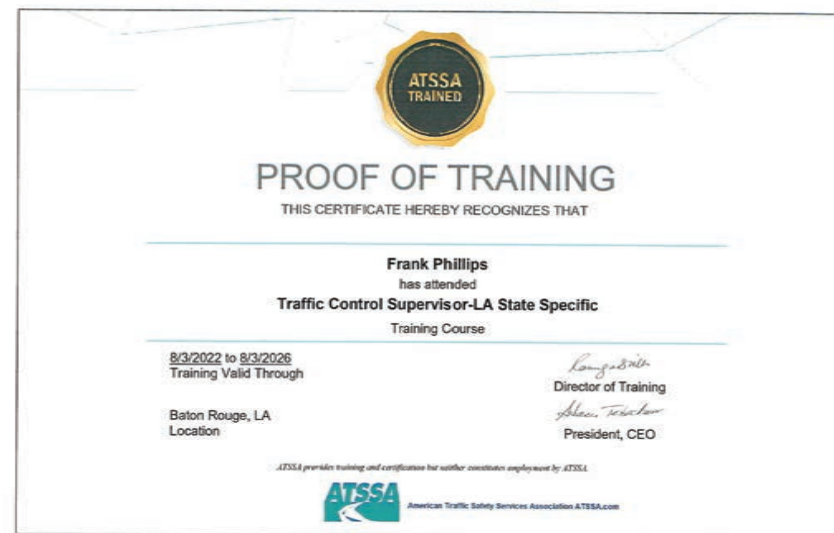 ATSSA
TRAINED
PROOF OF TRAINING
THIS CERTIFICATE HEREBY RECOGNIZES THAT
Frank Phillips
has attended
Traffic Control Supervisor-LA State Specific
Training Course
8/3/2022 to 8/3/2026
Training Valid Through
Director of Training
Baton Rouge, LA
Location
President, CEO
ATSSA provides training and certification but neither constitutes employment by ATSSA.
ATSSA
American Traffic Safety Services Association ATSSA.com